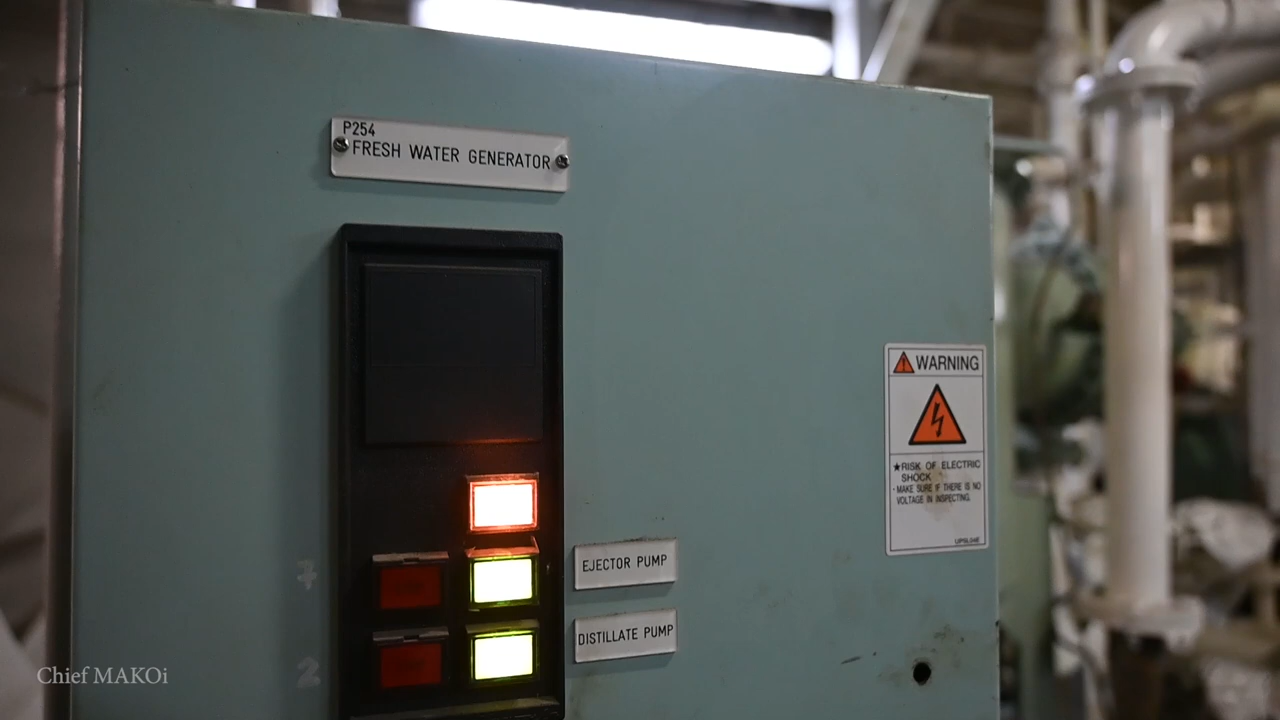 P254
FRESH WATER GENERATOR
WARNING
★RISK OF ELECTRIC
SHOCK
· MAKE SURE IF THERE IS NO
VOLTAGE IN INSPECTING.
EJECTOR PUMP
DISTILLATE PUMP
2
Chief MAKOi